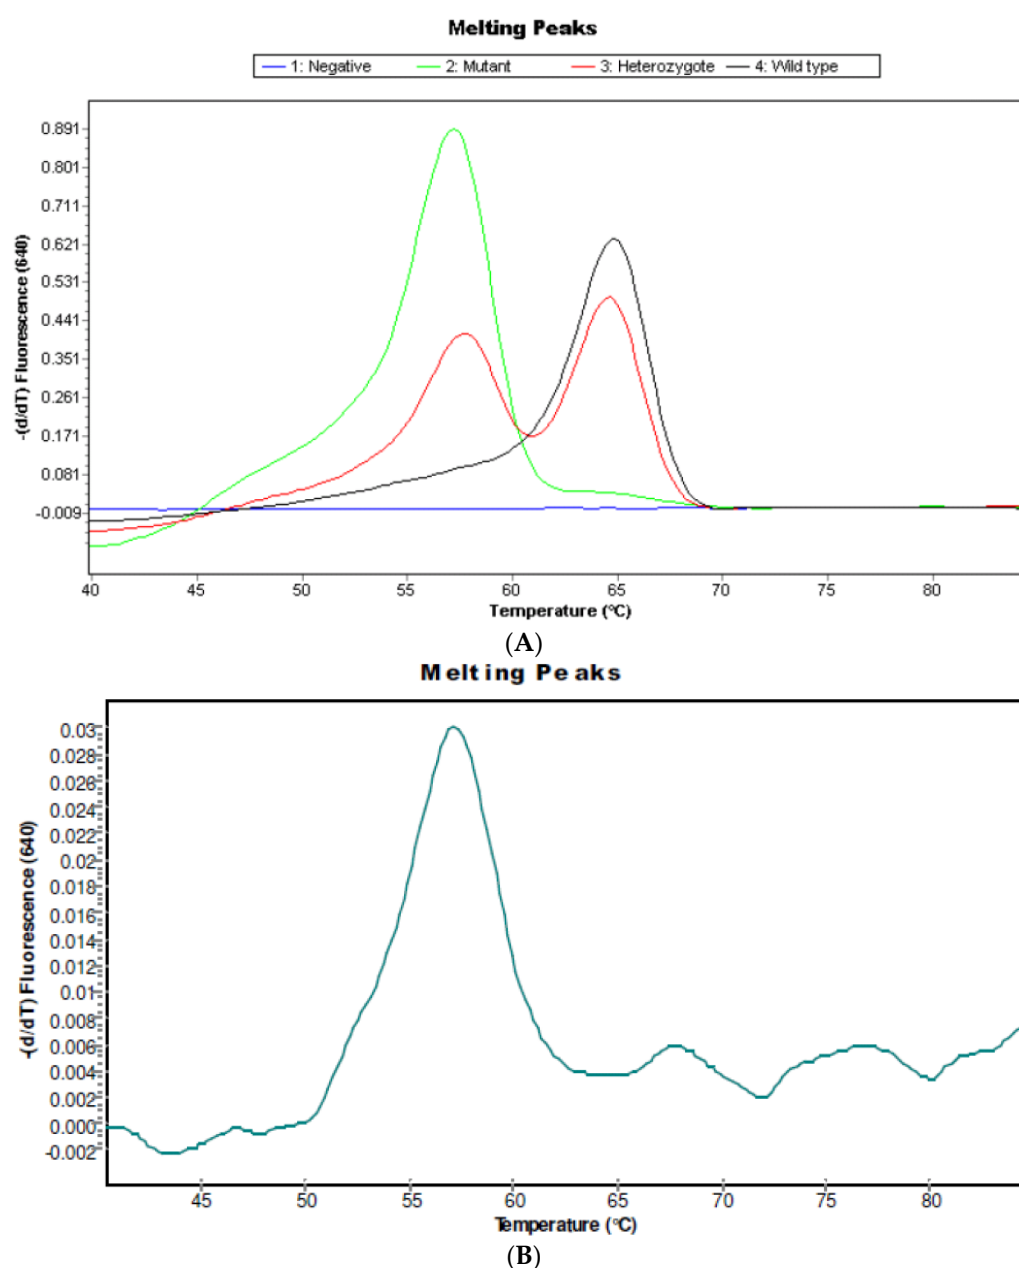 Melting Peaks
1: Negative 2: Mutant 3: Heterozygote 4: Wild type
-(d/dT) Fluorescence (640)
0.891
0.801
0.711
0.621
0.531
0.441
0.351
0.261
0.171
0.081
-0.009
40 45 50 55 60 65 70 75 80
Temperature (°C)
(A)
Melting Peaks
-(d/dT) Fluorescence (640)
0.03
0.028
0.026
0.024
0.022
0.02
0.018
0.016
0.014
0.012
0.01
0.008
0.006
0.004
0.002
0.000
-0.002
45 50 55 60 65 70 75 80
Temperature (°C)
(B)